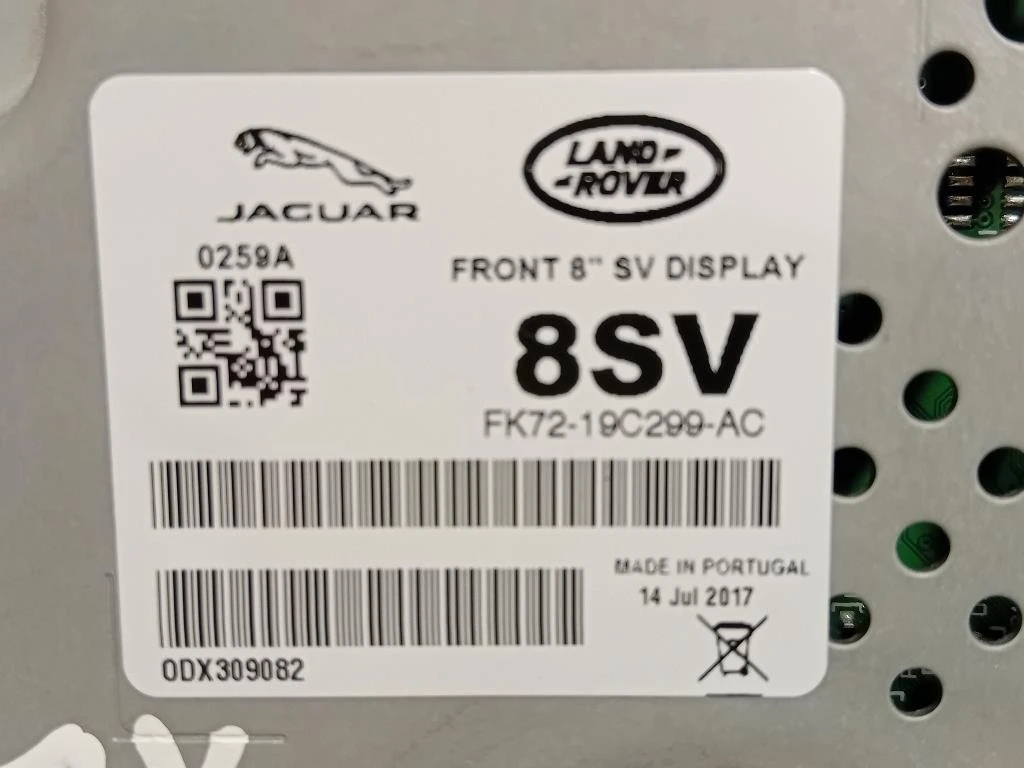 JAGUAR
LAND
ROVER
0259A
FRONT 8" SV DISPLAY
8SV
FK72-19C299-AC
MADE IN PORTUGAL
14 Jul 2017
0DX309082